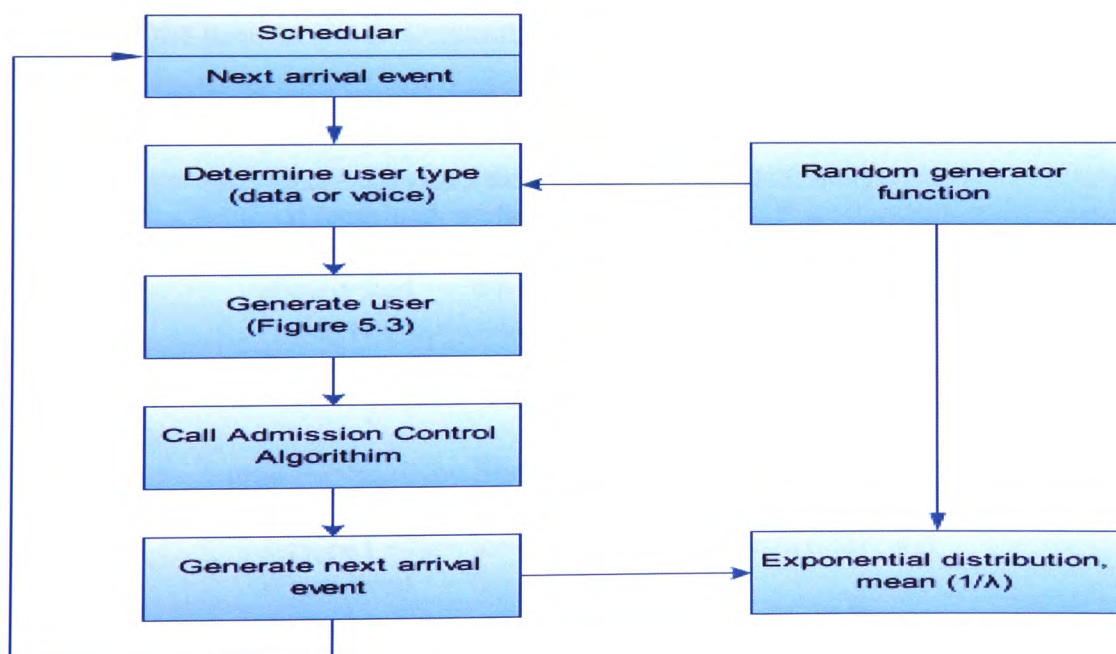 Schedular
Next arrival event
Determine user type
(data or voice)
Random generator
function
Generate user
(Figure 5.3)
Call Admission Control
Algorithim
Generate next arrival
event
Exponential distribution,
mean (1/λ)